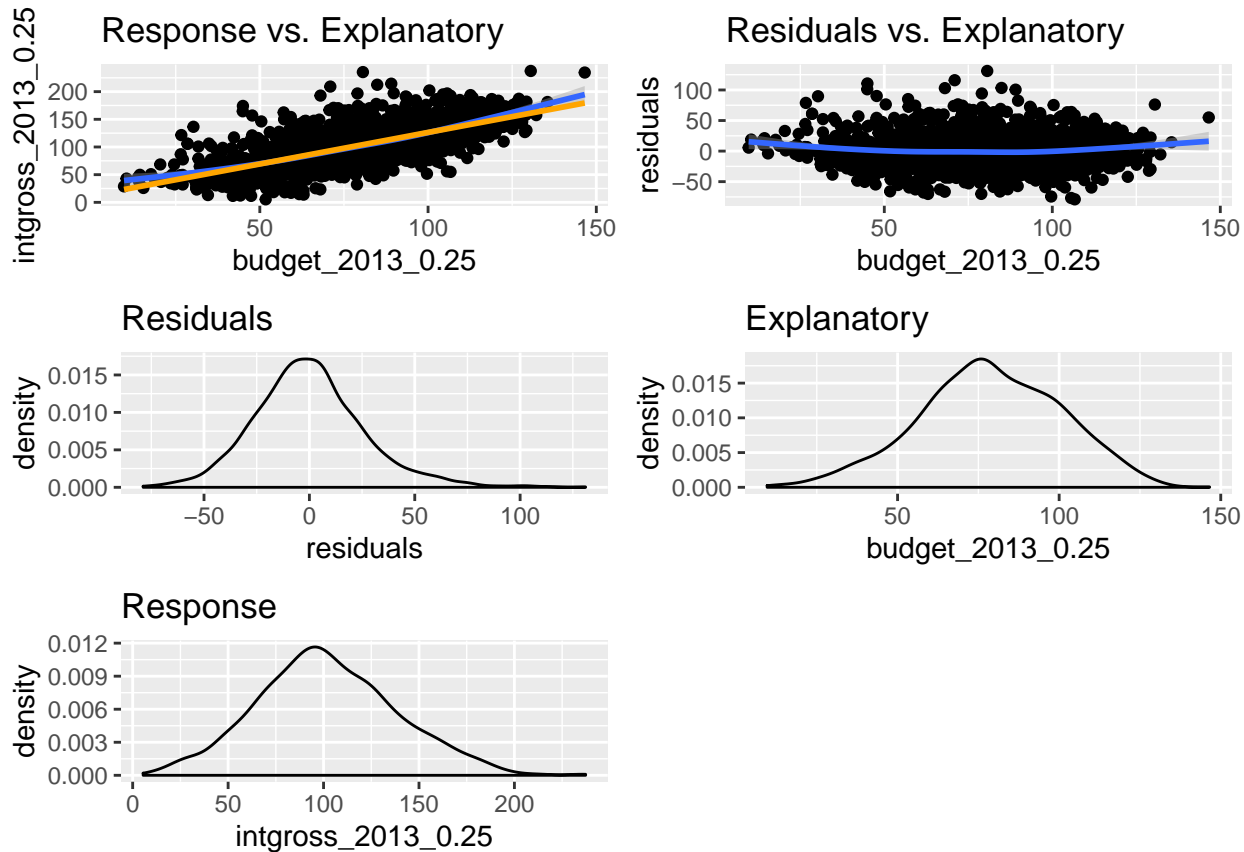 Response vs. Explanatory
intgross_2013_0.25
200
150
100
50
0
50
100
150
budget_2013_0.25
Residuals vs. Explanatory
residuals
100
50
0
−50
50
100
150
budget_2013_0.25
Residuals
density
0.015
0.010
0.005
0.000
−50
0
50
100
residuals
Explanatory
density
0.015
0.010
0.005
0.000
50
100
150
budget_2013_0.25
Response
density
0.012
0.009
0.006
0.003
0.000
0
50
100
150
200
intgross_2013_0.25